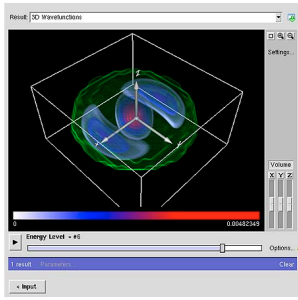 Result: 3D Wavefunctions
Settings...
Z
Volume
X Y Z
0 0.00482349
Energy Level = #6
Options...
1 result Parameters Clear
< Input